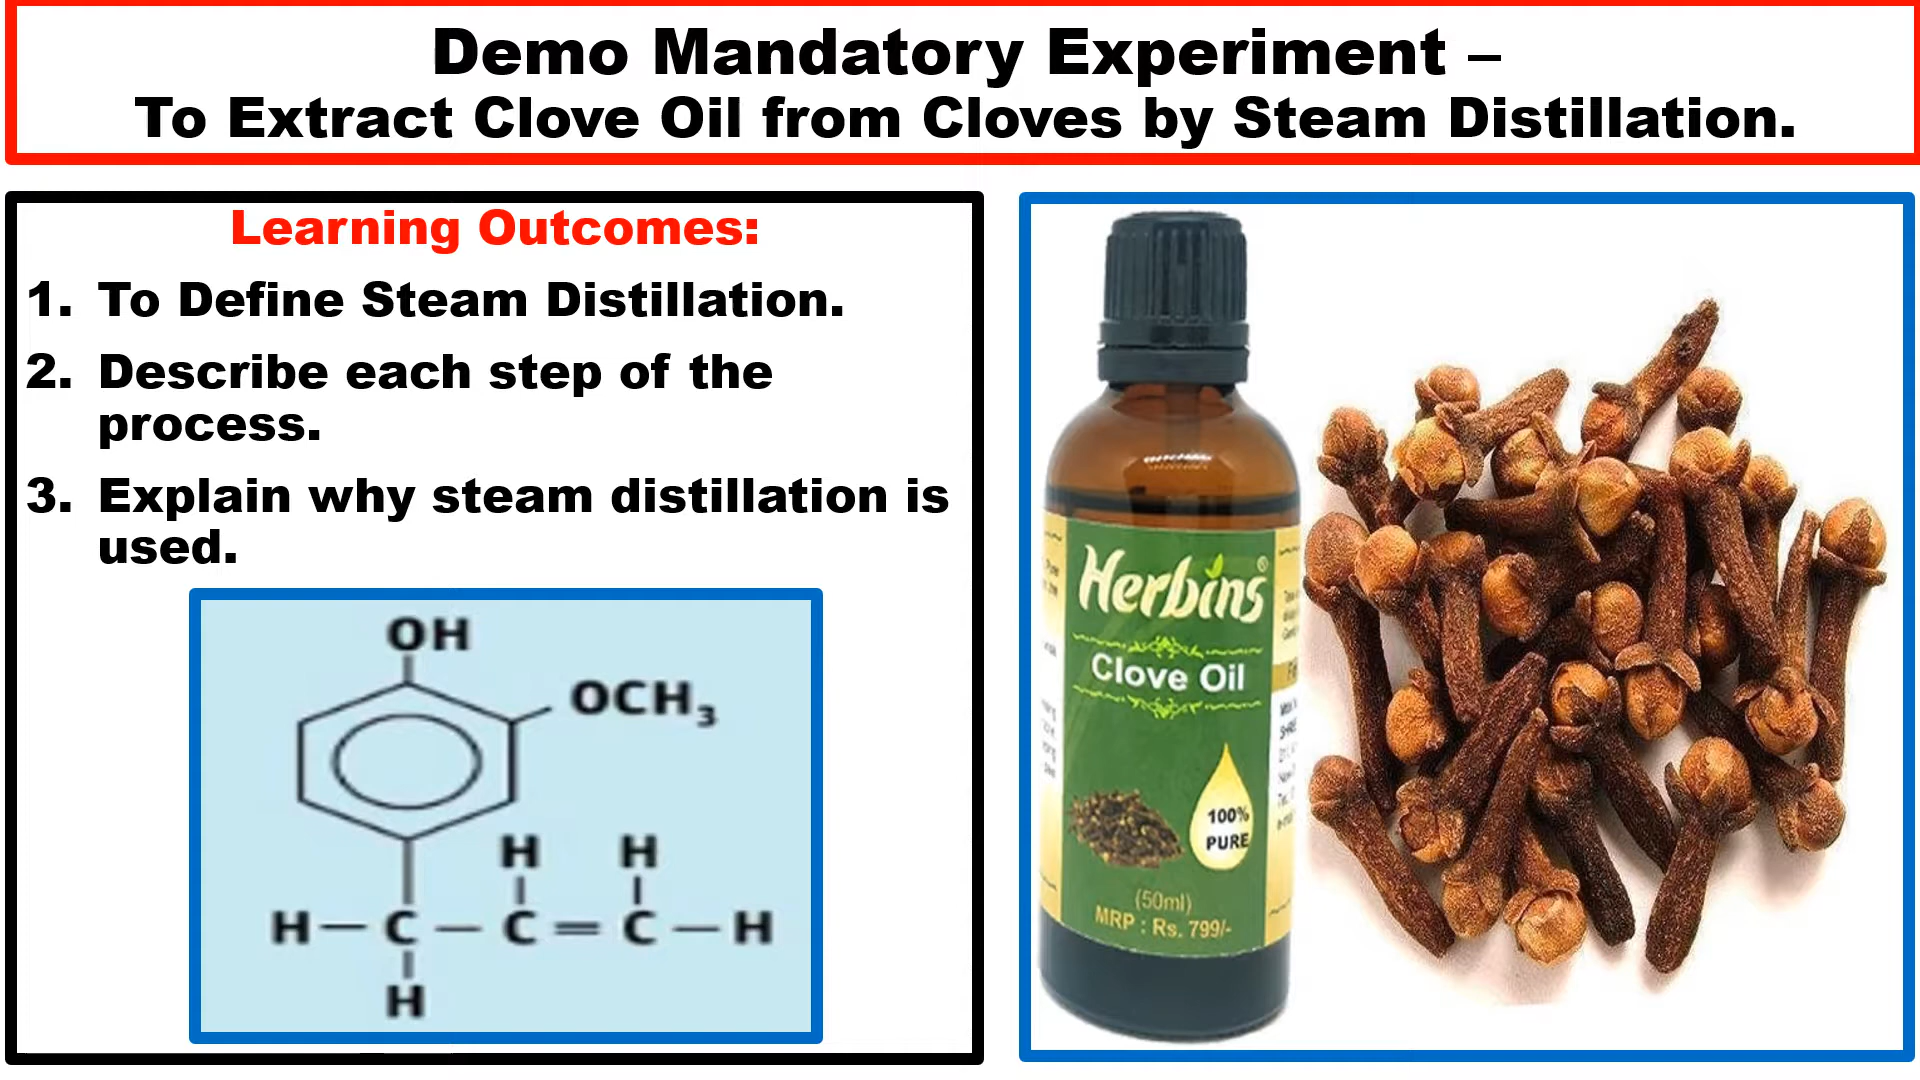 Demo Mandatory Experiment –
To Extract Clove Oil from Cloves by Steam Distillation.
Learning Outcomes:
1. To Define Steam Distillation.
2. Describe each step of the
process.
3. Explain why steam distillation is
used.
OH
OCH₃
H H
H–C–C=C–H
H
Herbins®
Clove Oil
100%
PURE
(50ml)
MRP : Rs. 799/-